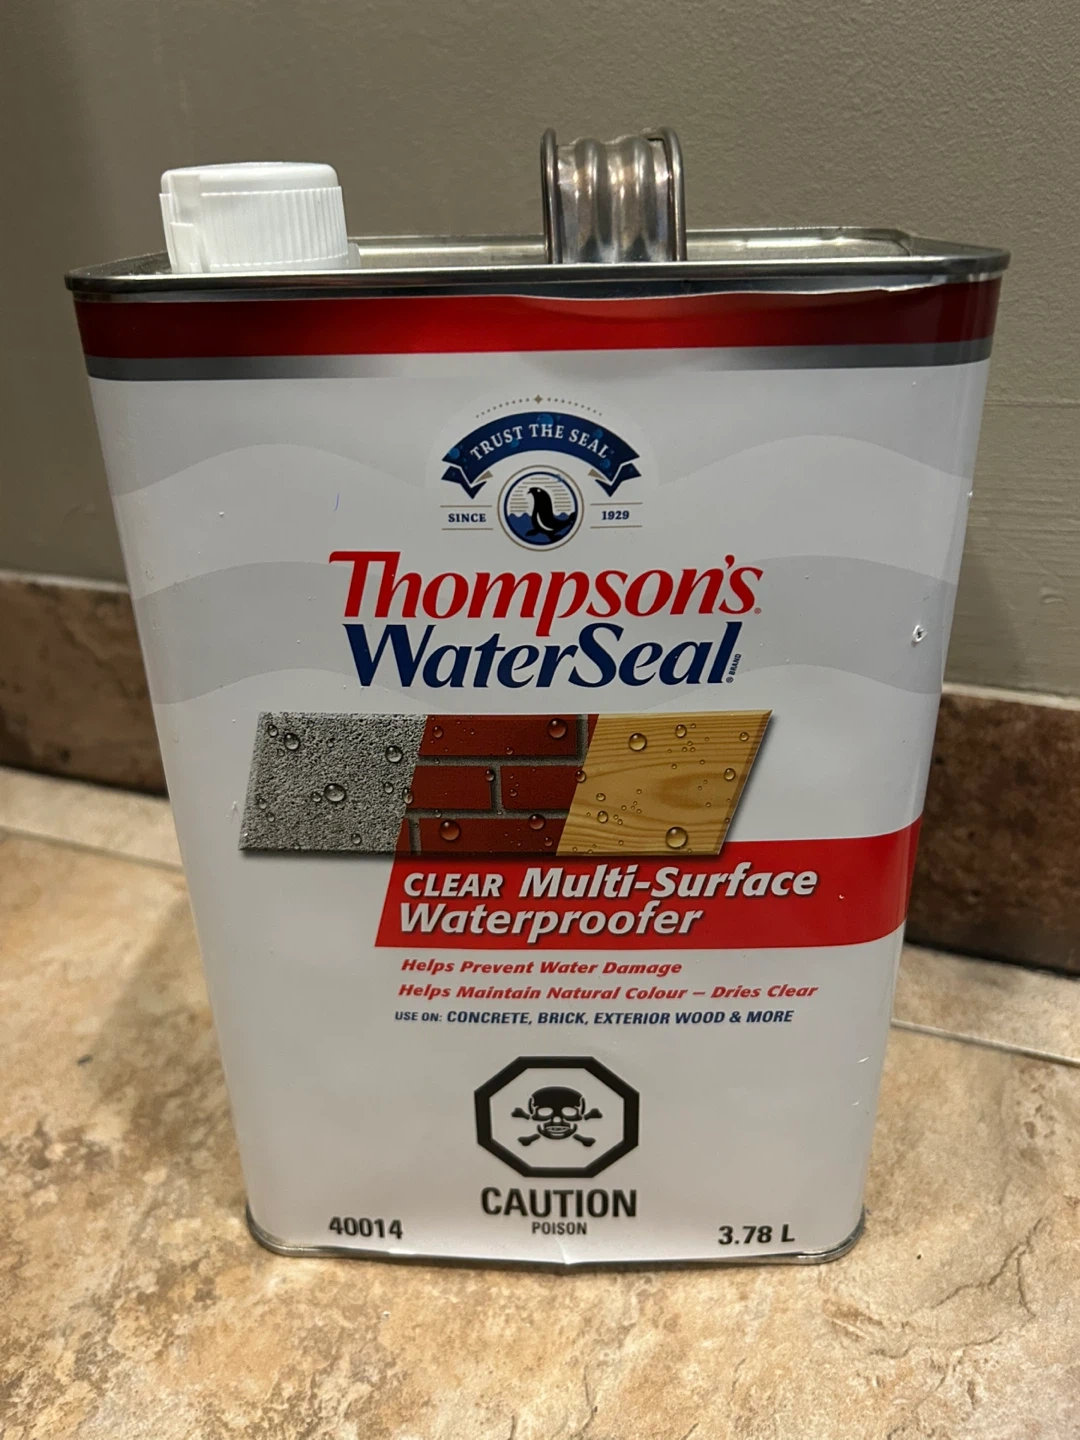 TRUST THE SEAL
SINCE 1929
Thompson's®
WaterSeal®
BRAND
CLEAR Multi-Surface
Waterproofer
Helps Prevent Water Damage
Helps Maintain Natural Colour – Dries Clear
USE ON: CONCRETE, BRICK, EXTERIOR WOOD & MORE
CAUTION
POISON
40014
3.78 L